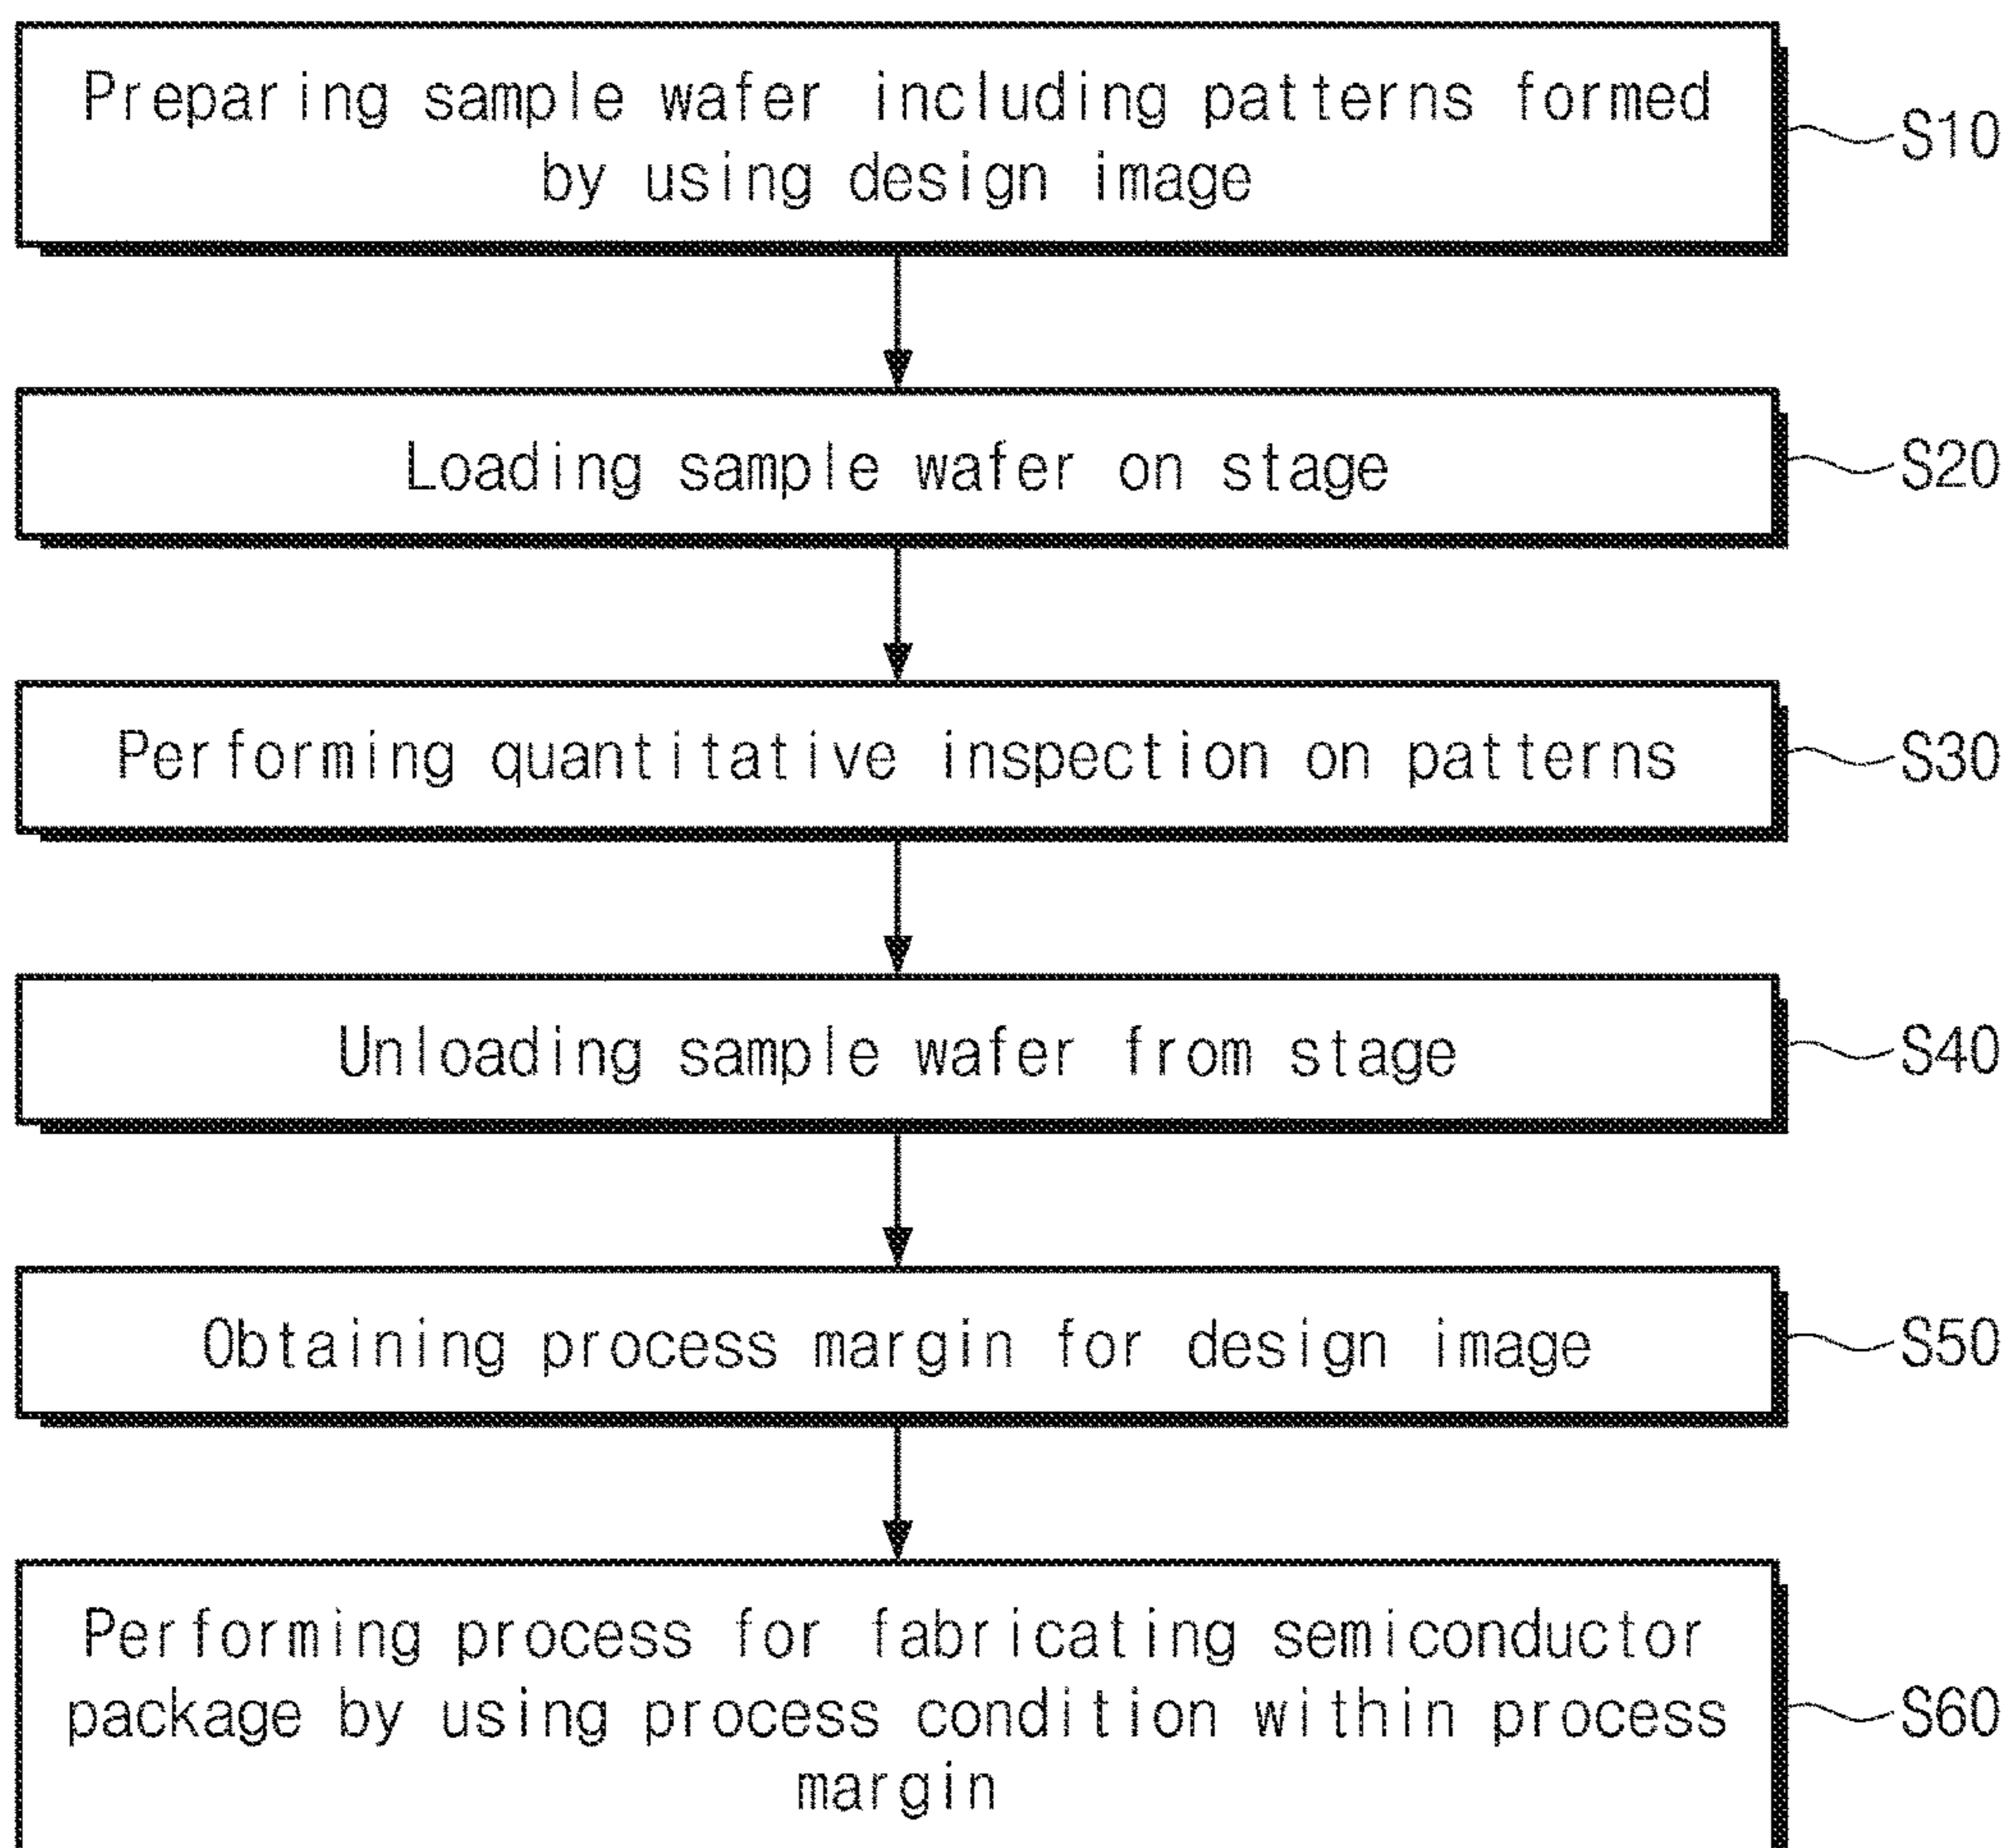 Preparing sample wafer including patterns formed
by using design image
S10
Loading sample wafer on stage
S20
Performing quantitative inspection on patterns
S30
Unloading sample wafer from stage
S40
Obtaining process margin for design image
S50
Performing process for fabricating semiconductor
package by using process condition within process
margin
S60